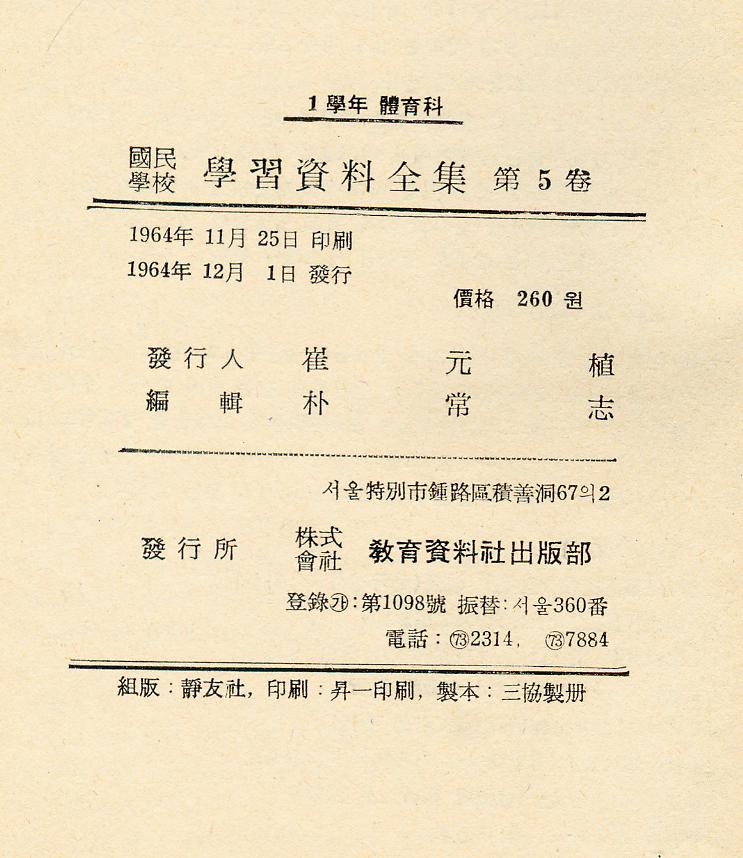 1學年 體育科
國民學校 學習資料全集 第5卷
1964年 11月 25日 印刷
1964年 12月 1日 發行
價格 260 원
發行人 崔元植
編輯 朴常志
서울特別市鍾路區積善洞67의2
發行所 株式會社 敎育資料社出版部
登錄㉮:第1098號 振替:서울360番
電話:㉓2314, ㉓7884
組版:靜友社, 印刷:昇一印刷, 製本:三協製册